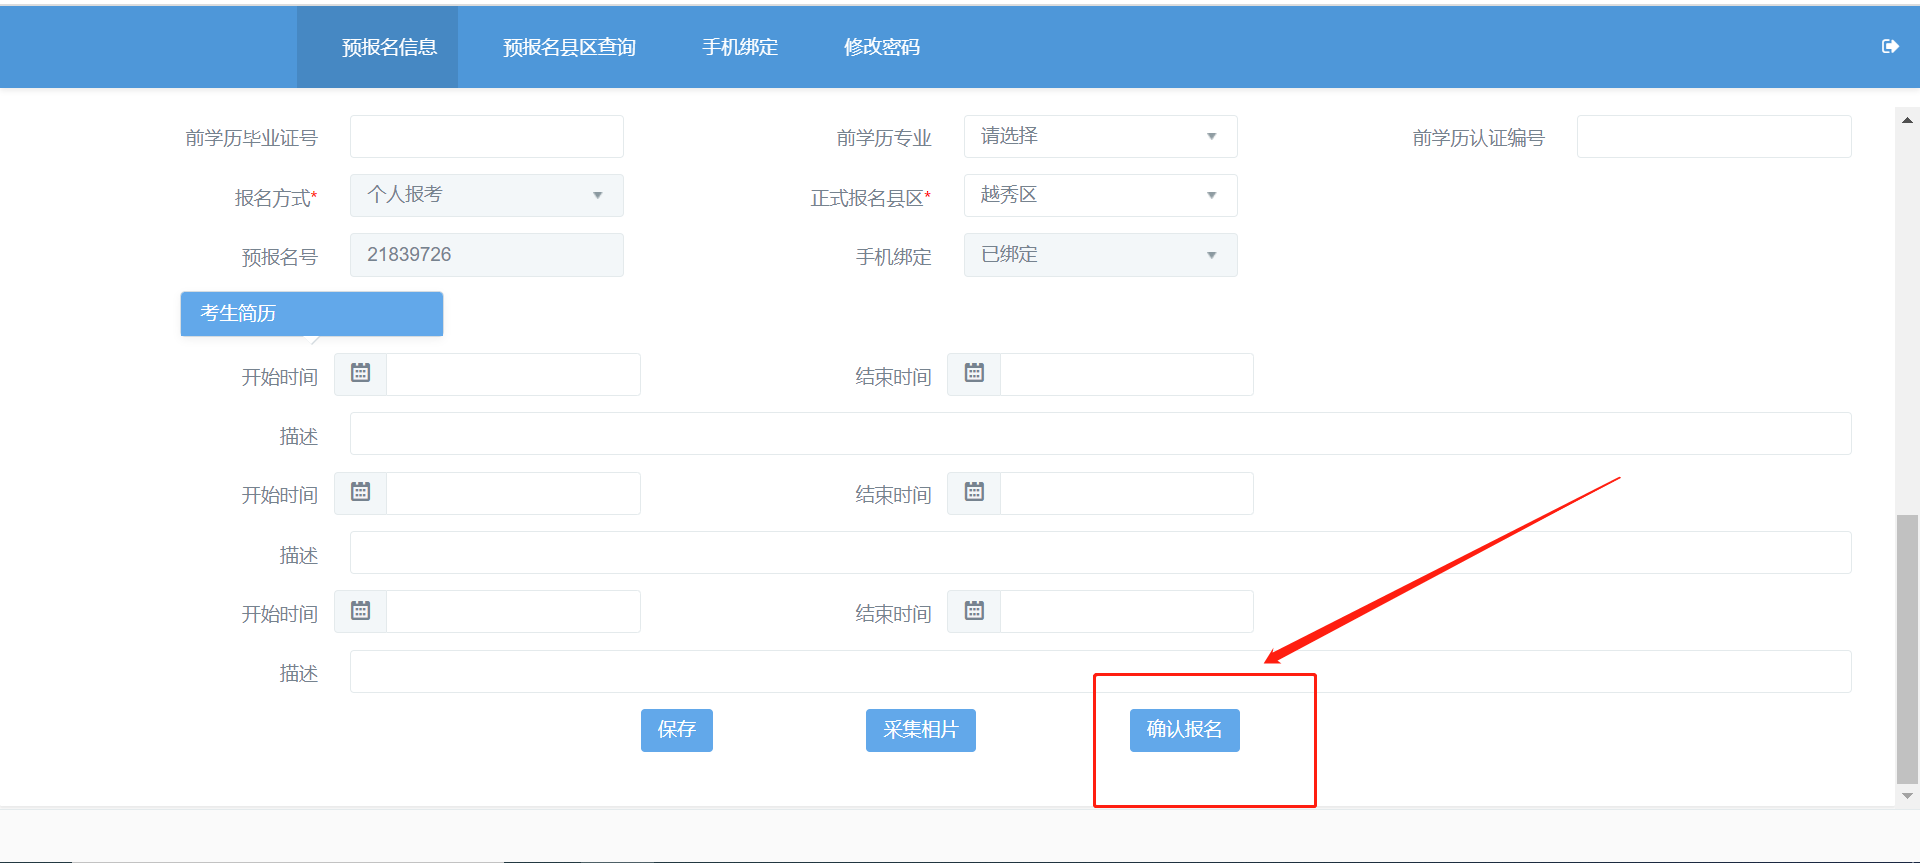 预报名信息 预报名县区查询 手机绑定 修改密码
前学历毕业证号 前学历专业 请选择 前学历认证编号
报名方式* 个人报考 正式报名县区* 越秀区
预报名号 21839726 手机绑定 已绑定
考生简历
开始时间 结束时间
描述
开始时间 结束时间
描述
开始时间 结束时间
描述
保存 采集相片 确认报名